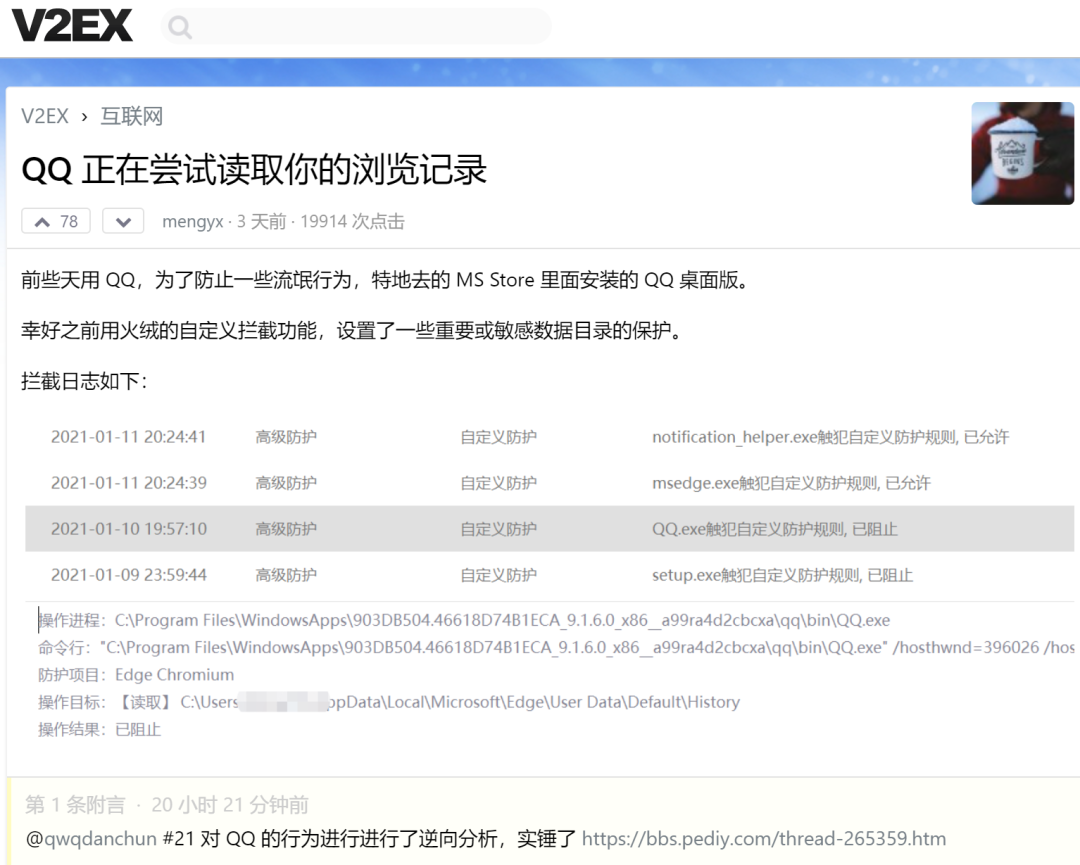 V2EX
V2EX › 互联网
QQ 正在尝试读取你的浏览记录
78 mengyx · 3 天前 · 19914 次点击
前些天用 QQ，为了防止一些流氓行为，特地去的 MS Store 里面安装的 QQ 桌面版。
幸好之前用火绒的自定义拦截功能，设置了一些重要或敏感数据目录的保护。
拦截日志如下：
2021-01-11 20:24:41 高级防护 自定义防护 notification_helper.exe触犯自定义防护规则, 已允许
2021-01-11 20:24:39 高级防护 自定义防护 msedge.exe触犯自定义防护规则, 已允许
2021-01-10 19:57:10 高级防护 自定义防护 QQ.exe触犯自定义防护规则, 已阻止
2021-01-09 23:59:44 高级防护 自定义防护 setup.exe触犯自定义防护规则, 已阻止
操作进程：C:\Program Files\WindowsApps\903DB504.46618D74B1ECA_9.1.6.0_x86__a99ra4d2cbcxa\qq\bin\QQ.exe
命令行："C:\Program Files\WindowsApps\903DB504.46618D74B1ECA_9.1.6.0_x86__a99ra4d2cbcxa\qq\bin\QQ.exe" /hosthwnd=396026 /hos
防护项目：Edge Chromium
操作目标：【读取】 C:\Users ppData\Local\Microsoft\Edge\User Data\Default\History
操作结果：已阻止
第 1 条附言 · 20 小时 21 分钟前
@qwqdanchun #21 对 QQ 的行为进行进行了逆向分析，实锤了 https://bbs.pediy.com/thread-265359.htm